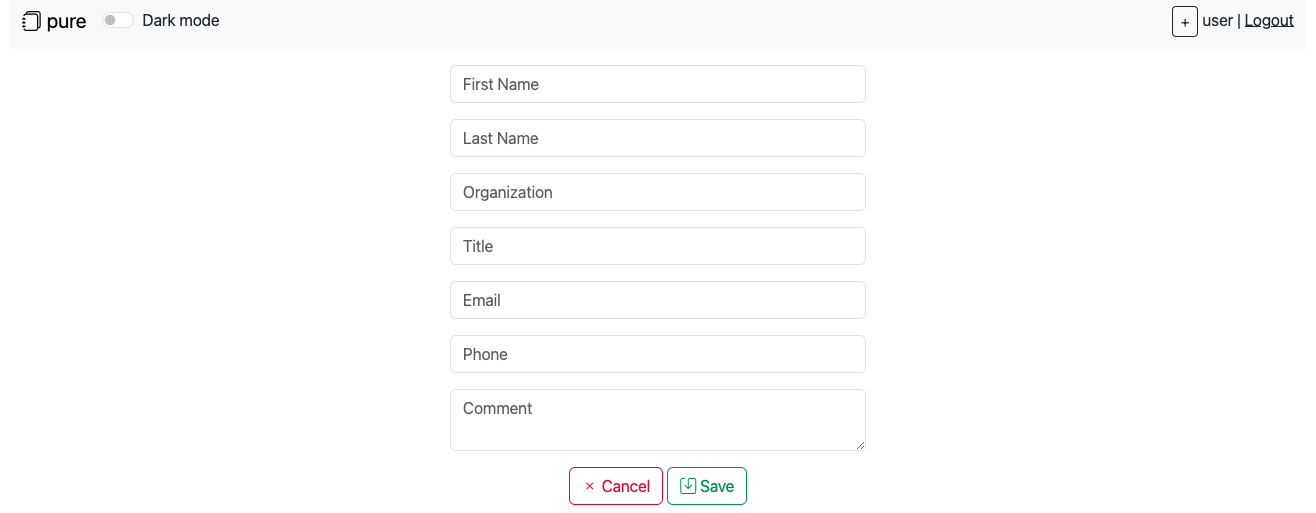 pure Dark mode + user | Logout
First Name
Last Name
Organization
Title
Email
Phone
Comment
× Cancel Save